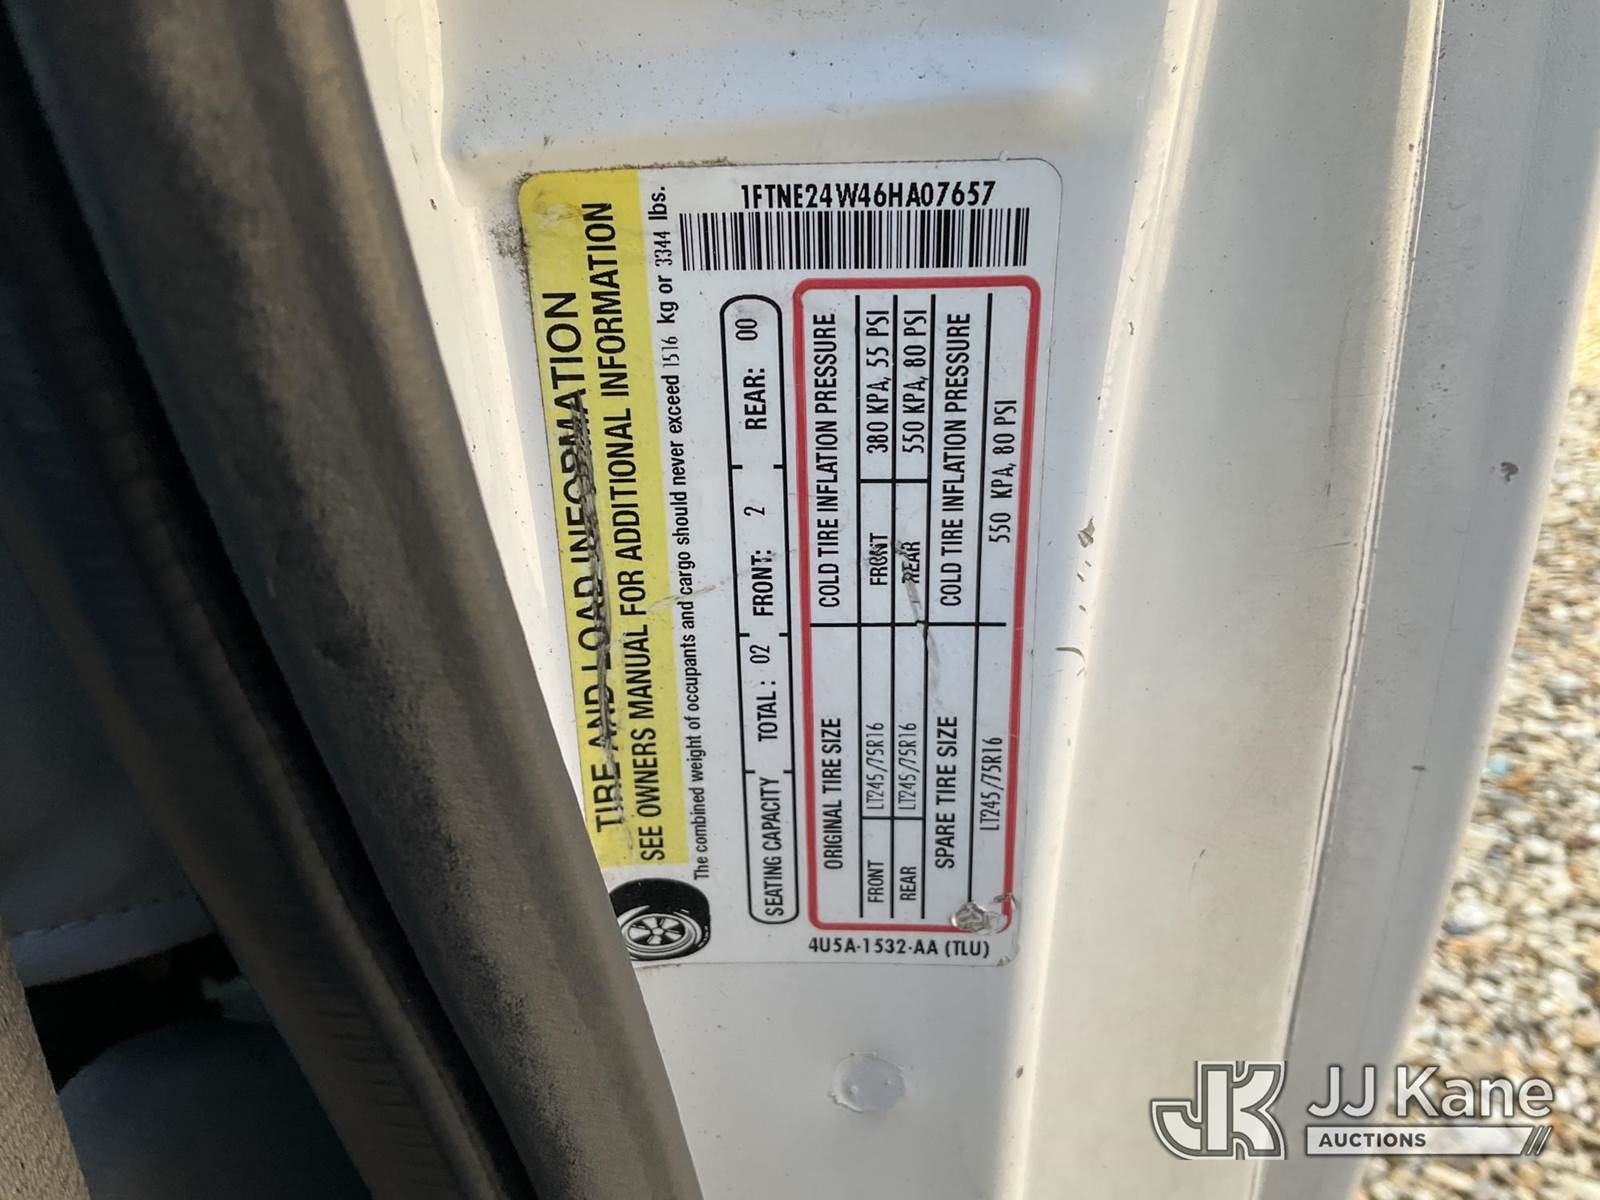 1FTNE24W46HA07657
TIRE AND LOAD INFORMATION
SEE OWNERS MANUAL FOR ADDITIONAL INFORMATION
The combined weight of occupants and cargo should never exceed 1516 kg or 3344 lbs.
SEATING CAPACITY TOTAL: 02 FRONT: 2 REAR: 00
ORIGINAL TIRE SIZE COLD TIRE INFLATION PRESSURE
FRONT LT245/75R16 FRONT 380 KPA, 55 PSI
REAR LT245/75R16 REAR 550 KPA, 80 PSI
SPARE TIRE SIZE COLD TIRE INFLATION PRESSURE
LT245/75R16 550 KPA, 80 PSI
4U5A-1532-AA (TLU)
JK JJ Kane
AUCTIONS